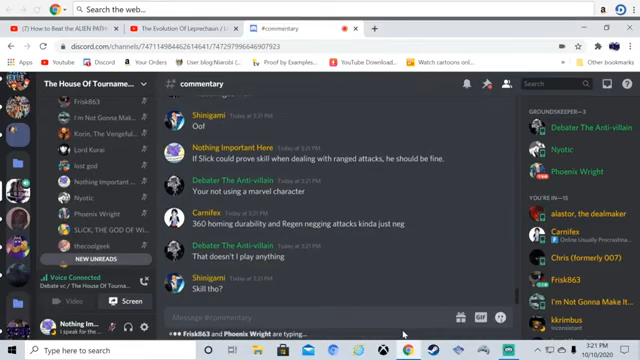 Search the web
(7) How to Beat the ALIEN PATH
The Evolution Of Leprechaun / L
#commentary
discord.com/channels/747114984462614641/747297996646907923
YouTube
Discord
Your Orders
User blog:Nairobi
Proof by Examples
Watch cartoons onl
Other bookmarks
The House Of Tourname...
commentary
Search
Frisk863
I'm Not Gonna Make...
Korin, The Vengeful
Lord Kurai
lost god
Nothing Important
Nyotic
Phoenix Wright
SLICK, THE GOD OF W
thecoolgeek
NEW UNREADS
Voice Connected
Debate vc / The House Of Tourna...
Video
Screen
Nothing Im...
i speak for the
Shinigami Today at 3:21 PM
Oof
Nothing Important Here Today at 3:21 PM
If Slick could prove skill when dealing with ranged attacks, he should be fine.
Debater The Anti-villain Today at 3:21 PM
Your not using a marvel character
Carnifex Today at 3:21 PM
360 homing durability and Regen negging attacks kinda just neg
Debater The Anti-villain Today at 3:21 PM
That doesn't I play anything
Shinigami Today at 3:21 PM
Skill tho?
Message #commentary
GIF
Frisk863 and Phoenix Wright are typing...
GROUNDSKEEPER—3
Debater The Anti-villain
Nyotic
Phoenix Wright
YOU'RE IN—15
alastor, the dealmaker
Carnifex
Online Usually Procrastina
Chris (formerly 007)
Frisk863
I'm Not Gonna Make It...
kkrimbus
Inconsistent
Type here to search
3:21 PM
10/10/2020